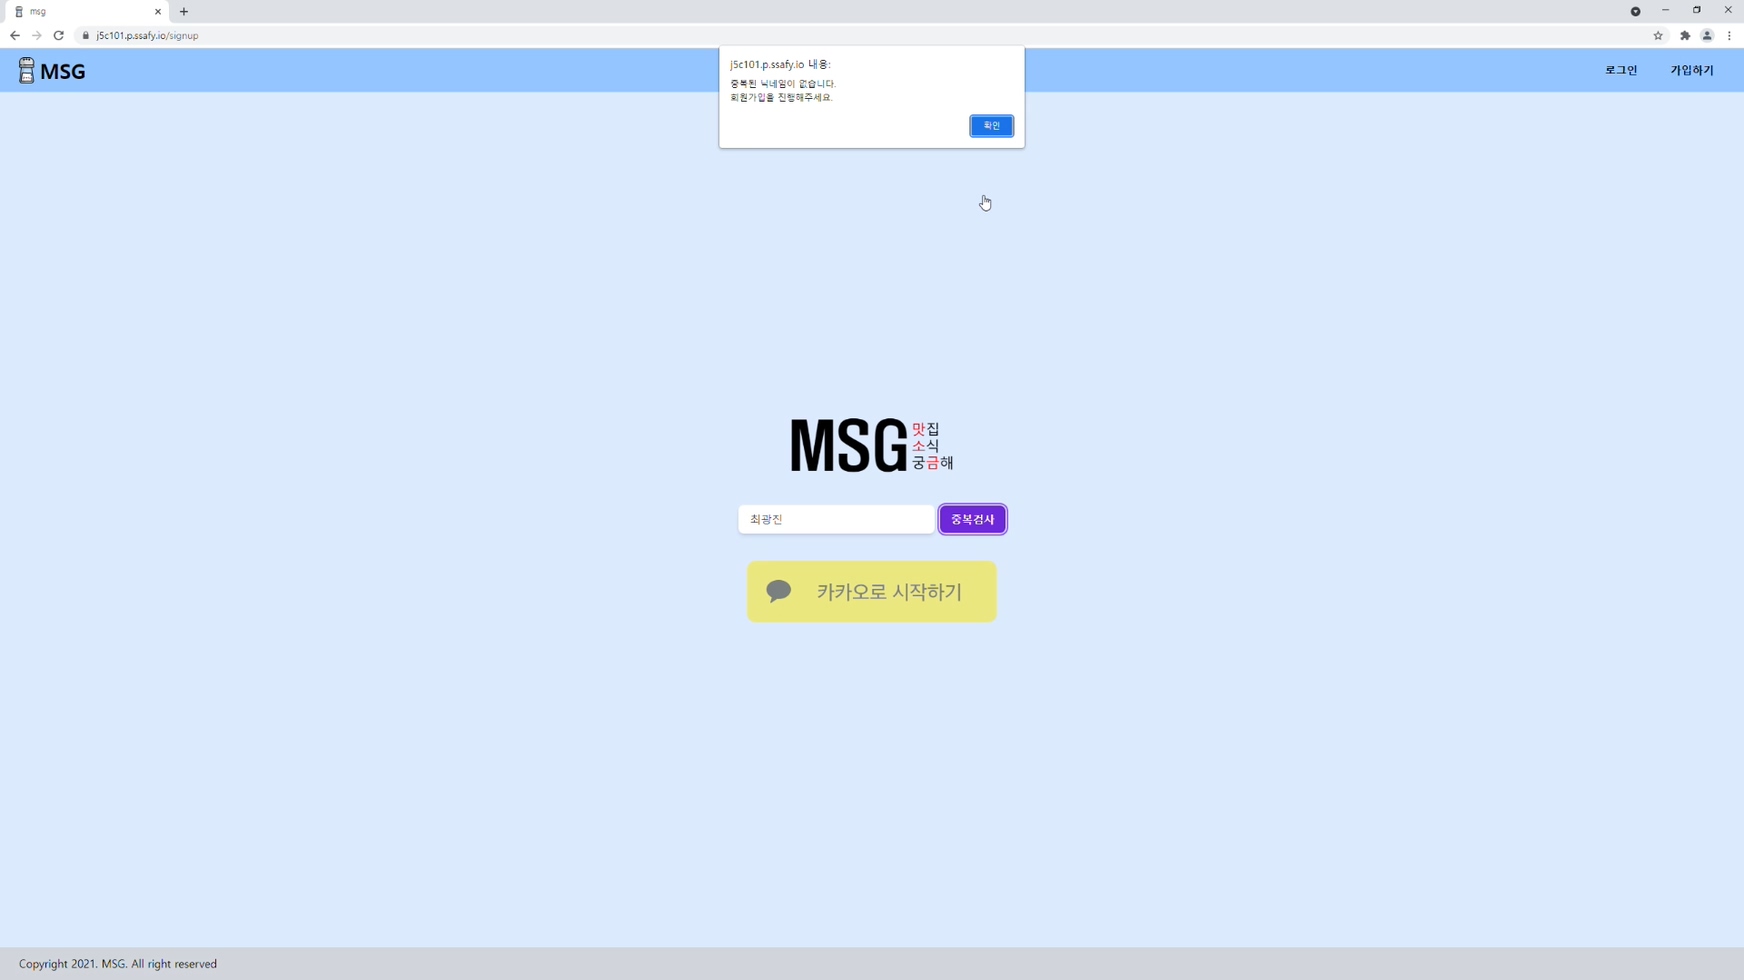 msg
j5c101.p.ssafy.io/signup
MSG
로그인
가입하기
j5c101.p.ssafy.io 내용:
중복된 닉네임이 없습니다.
회원가입을 진행해주세요.
확인
MSG
맛집
소식
궁금해
최광진
중복검사
카카오로 시작하기
Copyright 2021. MSG. All right reserved